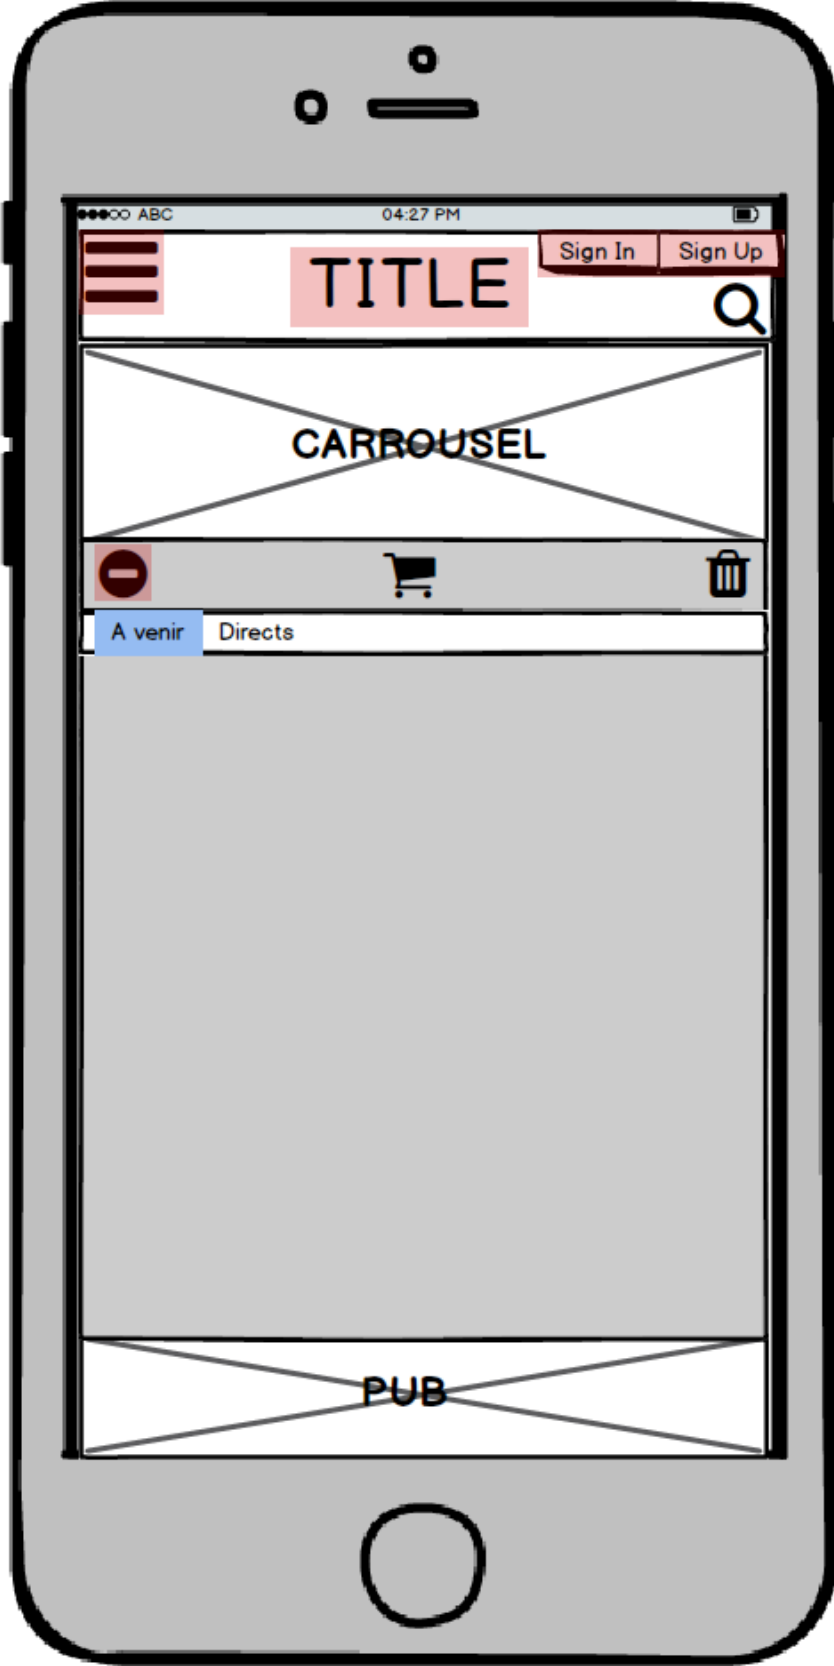 ABC 04:27 PM
Sign In Sign Up
TITLE
CARROUSEL
A venir Directs
PUB